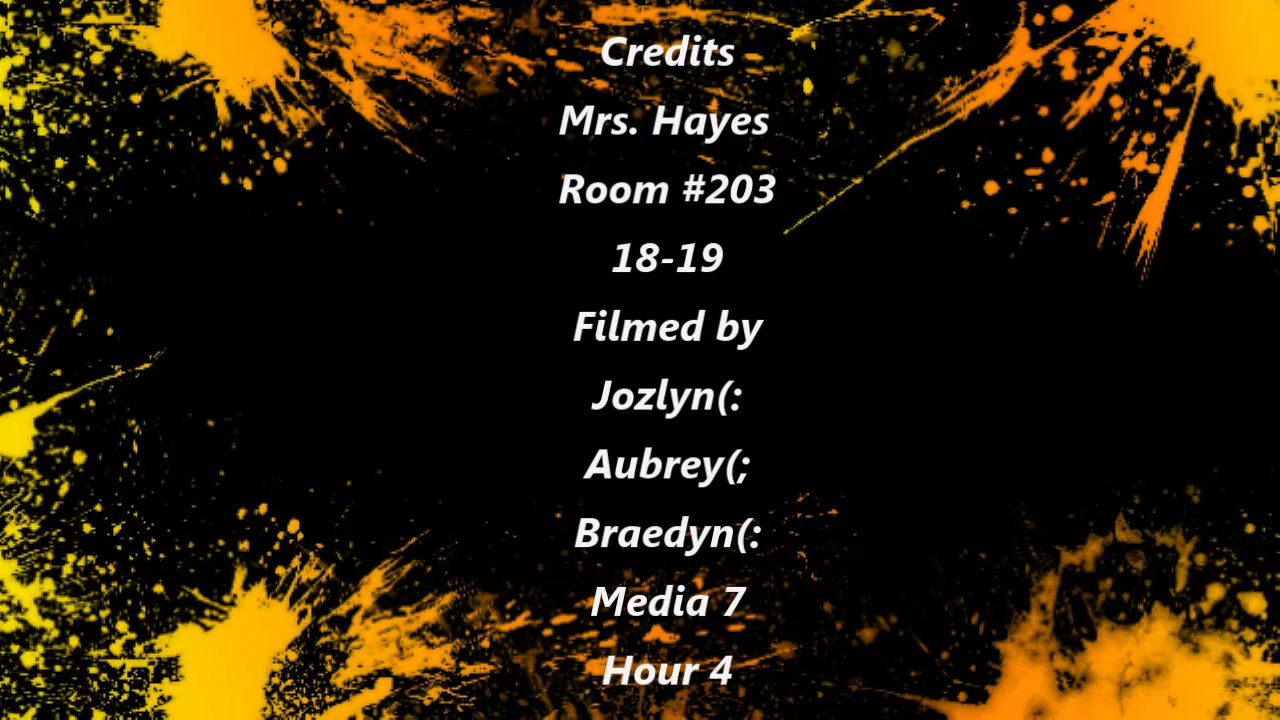 Credits
Mrs. Hayes
Room #203
18-19
Filmed by
Jozlyn(:
Aubrey(;
Braedyn(:
Media 7
Hour 4